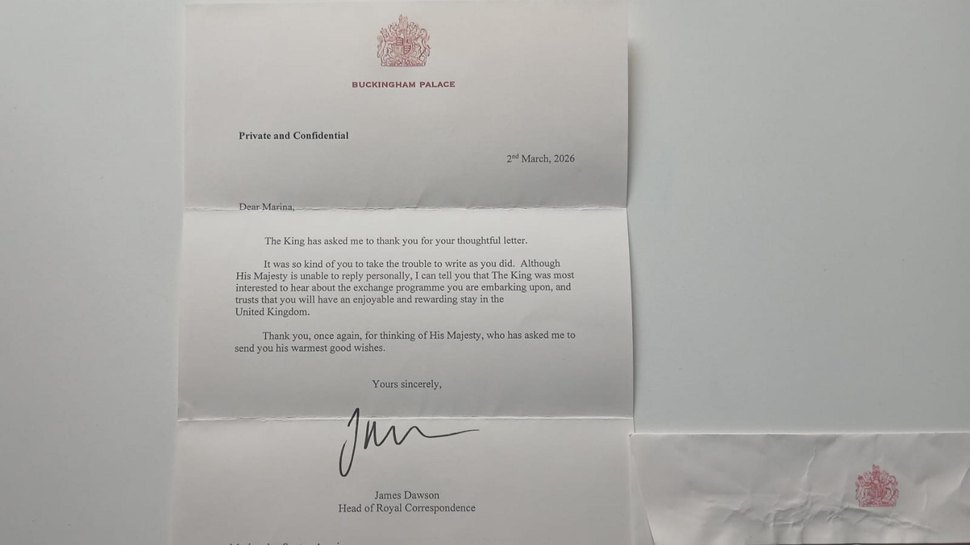 BUCKINGHAM PALACE
Private and Confidential
2nd March, 2026
Dear Marina,
The King has asked me to thank you for your thoughtful letter.
It was so kind of you to take the trouble to write as you did. Although
His Majesty is unable to reply personally, I can tell you that The King was most
interested to hear about the exchange programme you are embarking upon, and
trusts that you will have an enjoyable and rewarding stay in the
United Kingdom.
Thank you, once again, for thinking of His Majesty, who has asked me to
send you his warmest good wishes.
Yours sincerely,
James Dawson
Head of Royal Correspondence